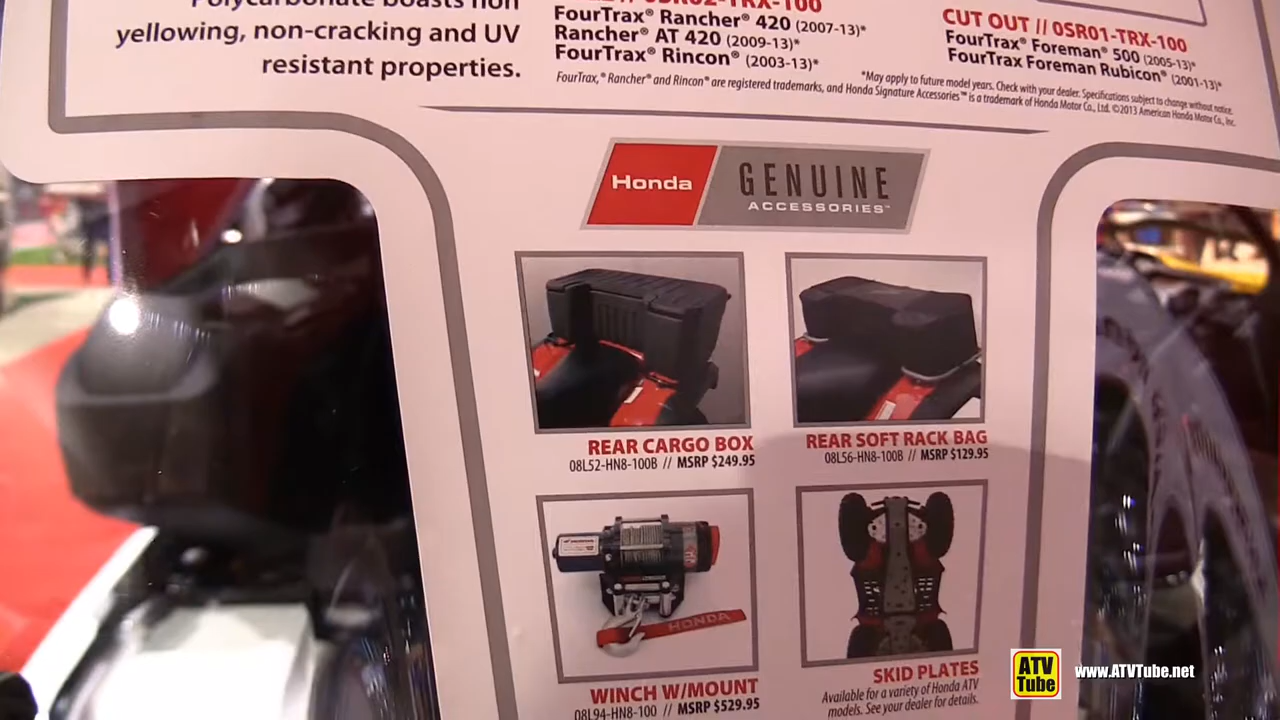 Polycarbonate boasts non
yellowing, non-cracking and UV
resistant properties.
FourTrax® Rancher® 420 (2007-13)*
Rancher® AT 420 (2009-13)*
FourTrax® Rincon® (2003-13)*
CUT OUT // 0SR01-TRX-100
FourTrax® Foreman® 500 (2005-13)*
FourTrax Foreman Rubicon® (2001-13)*
*May apply to future model years. Check with your dealer. Specifications subject to change without notice.
FourTrax,® Rancher® and Rincon® are registered trademarks, and Honda Signature Accessories™ is a trademark of Honda Motor Co., Ltd. ©2013 American Honda Motor Co., Inc.
Honda GENUINE
ACCESSORIES™
REAR CARGO BOX
08L52-HN8-100B // MSRP $249.95
REAR SOFT RACK BAG
08L56-HN8-100B // MSRP $129.95
HONDA
WINCH W/MOUNT
08L94-HN8-100 // MSRP $529.95
SKID PLATES
Available for a variety of Honda ATV
models. See your dealer for details.
ATV
Tube
www.ATVTube.net